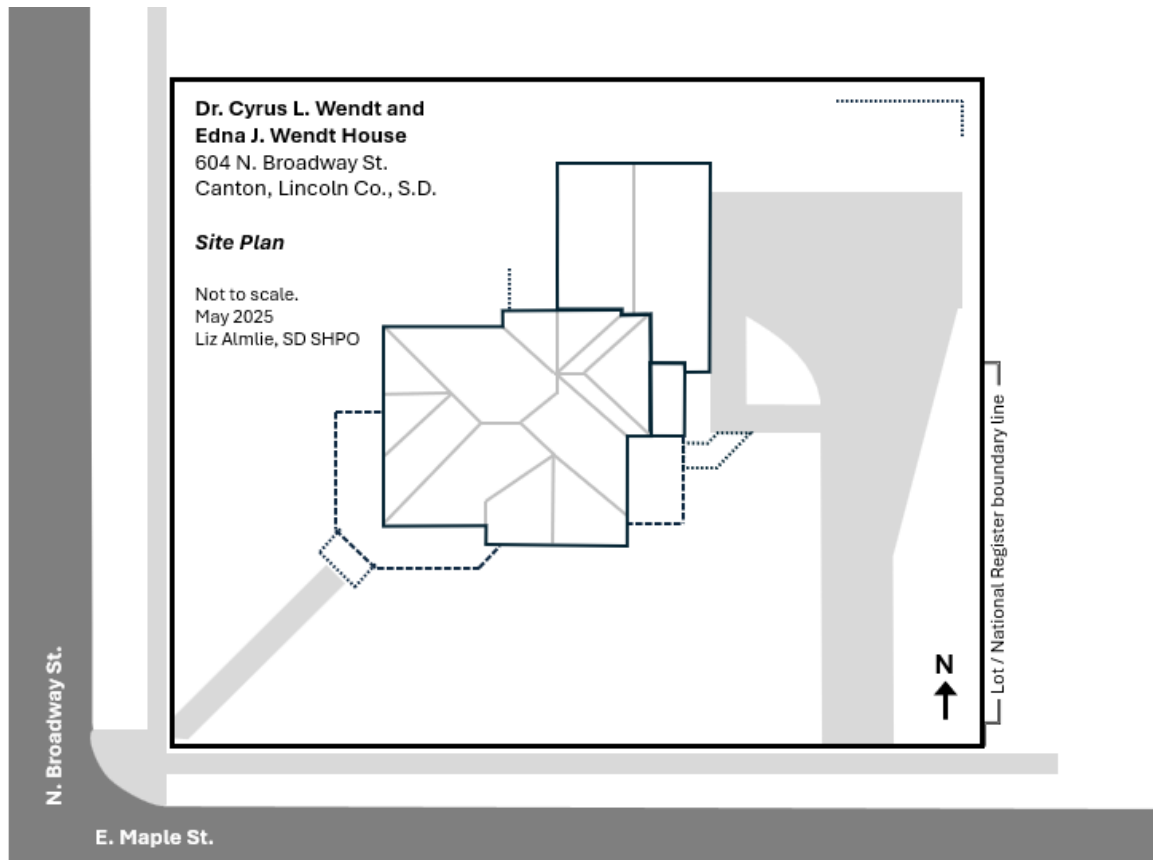 Dr. Cyrus L. Wendt and
Edna J. Wendt House
604 N. Broadway St.
Canton, Lincoln Co., S.D.
Site Plan
Not to scale.
May 2025
Liz Almlie, SD SHPO
Lot / National Register boundary line
N
N. Broadway St.
E. Maple St.